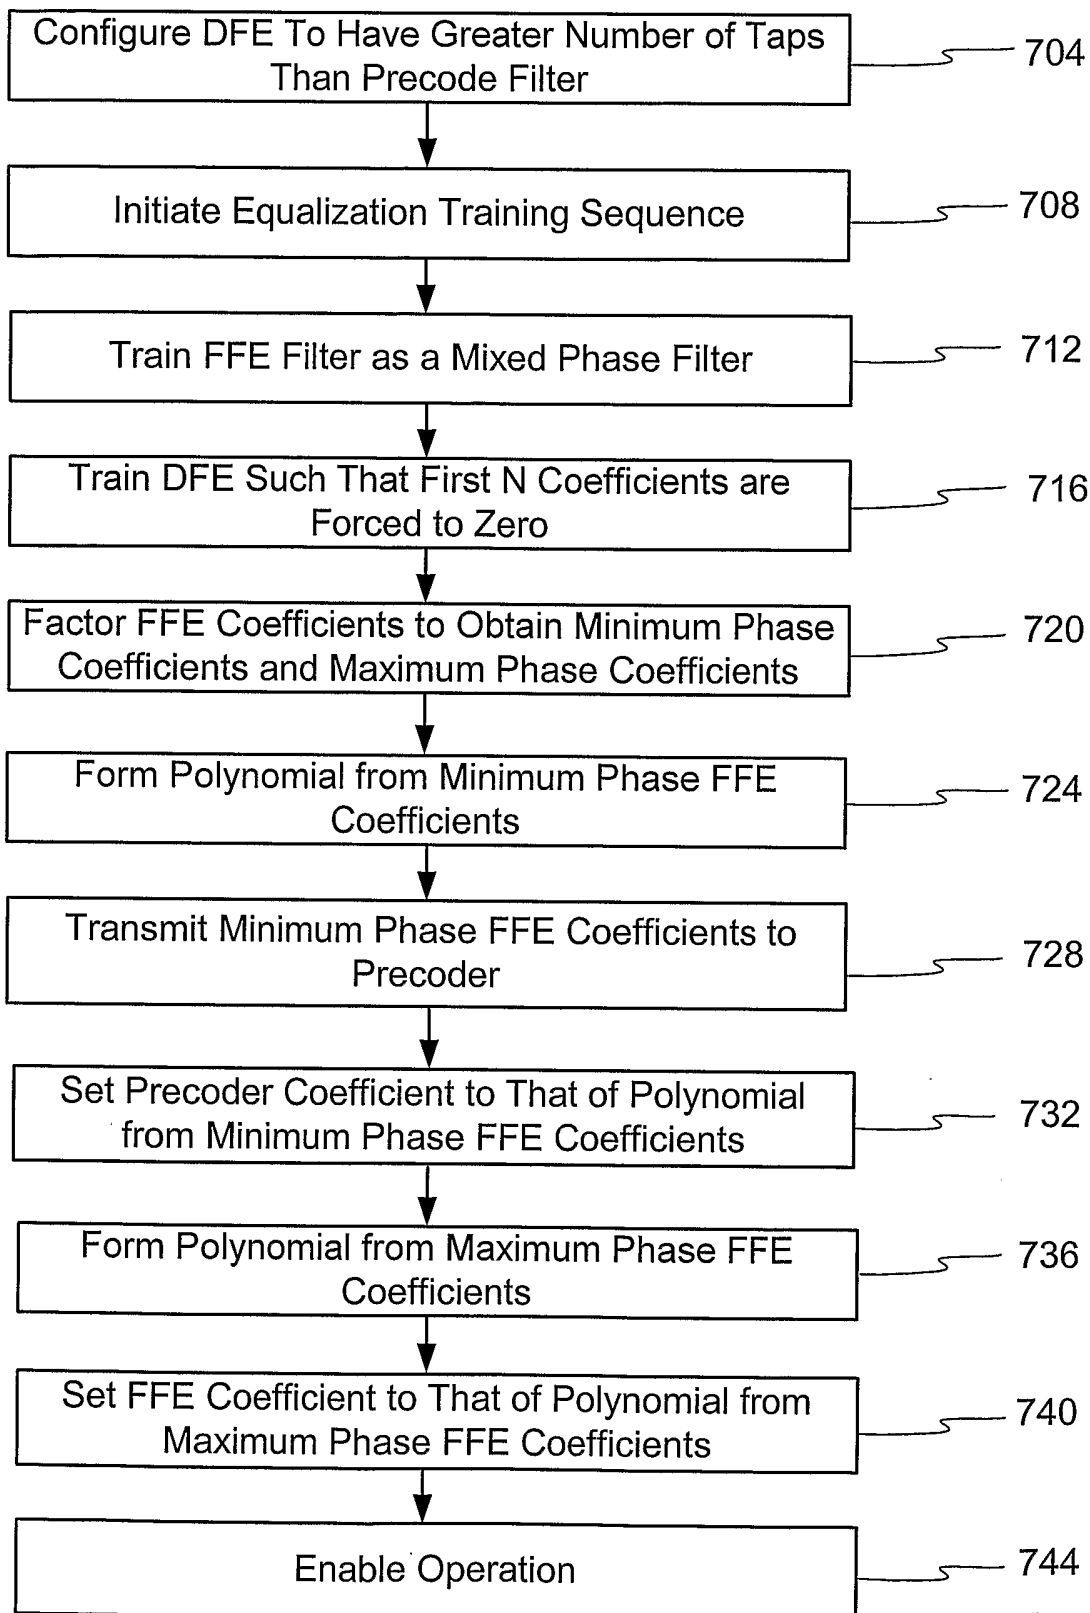 Configure DFE To Have Greater Number of Taps
Than Precode Filter
704
Initiate Equalization Training Sequence
708
Train FFE Filter as a Mixed Phase Filter
712
Train DFE Such That First N Coefficients are
Forced to Zero
716
Factor FFE Coefficients to Obtain Minimum Phase
Coefficients and Maximum Phase Coefficients
720
Form Polynomial from Minimum Phase FFE
Coefficients
724
Transmit Minimum Phase FFE Coefficients to
Precoder
728
Set Precoder Coefficient to That of Polynomial
from Minimum Phase FFE Coefficients
732
Form Polynomial from Maximum Phase FFE
Coefficients
736
Set FFE Coefficient to That of Polynomial from
Maximum Phase FFE Coefficients
740
Enable Operation
744